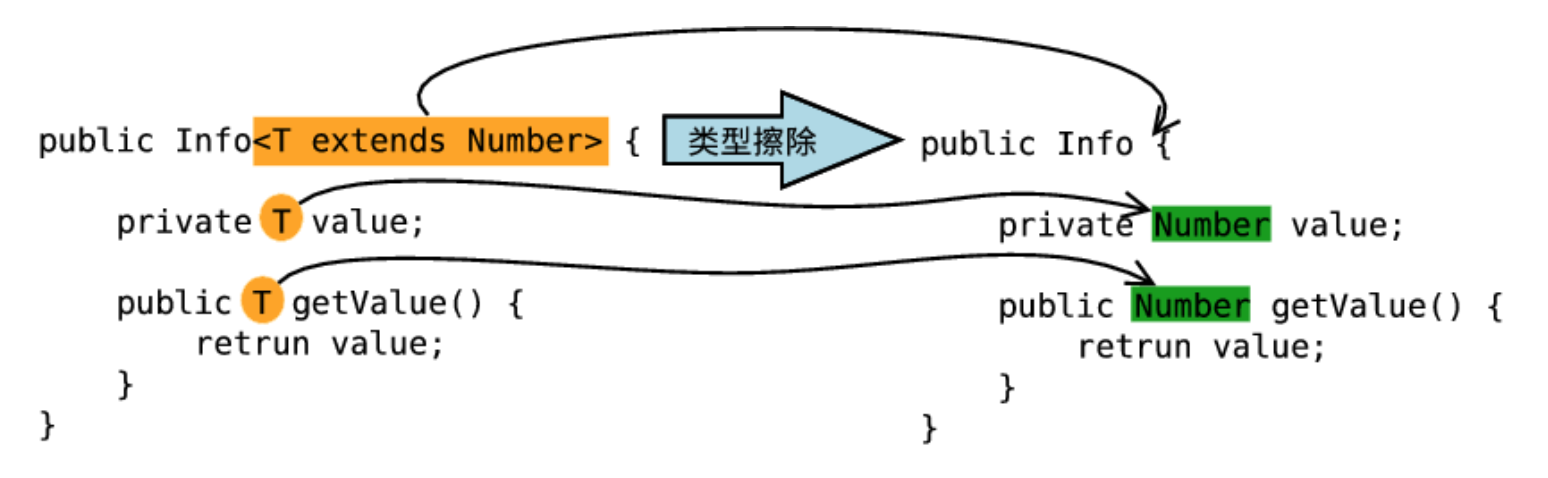 public Info<T extends Number> {
    private T value;
    public T getValue() {
        retrun value;
    }
}
类型擦除
public Info {
    private Number value;
    public Number getValue() {
        retrun value;
    }
}